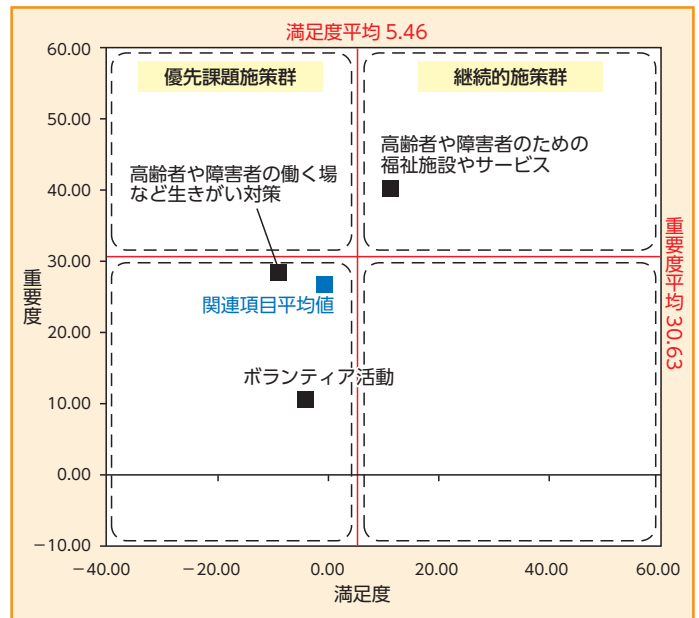 満足度平均 5.46
60.00
50.00
40.00
30.00
20.00
10.00
0.00
−10.00
重要度
優先課題施策群
継続的施策群
高齢者や障害者のための
福祉施設やサービス
高齢者や障害者の働く場
など生きがい対策
関連項目平均値
ボランティア活動
重要度平均 30.63
−40.00
−20.00
0.00
20.00
40.00
60.00
満足度